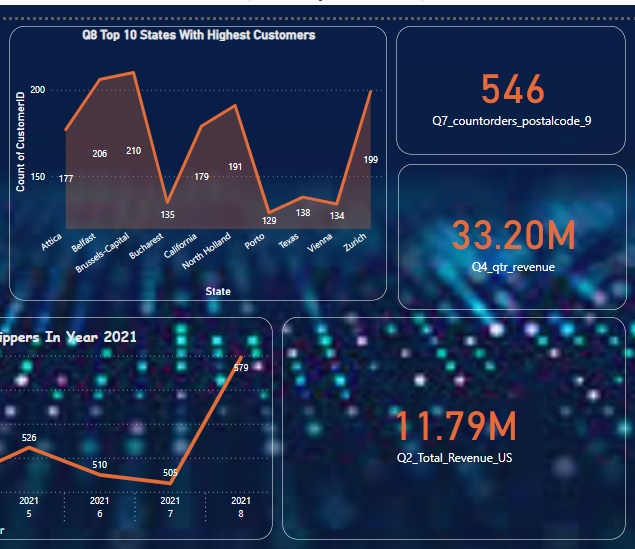 Q8 Top 10 States With Highest Customers
Count of CustomerID
200
150
177
206
210
135
179
191
129
138
134
199
Attica
Belfast
Brussels-Capital
Bucharest
California
North Holland
Porto
Texas
Vienna
Zurich
State
546
Q7_countorders_postalcode_9
33.20M
Q4_qtr_revenue
ippers In Year 2021
526
510
505
579
2021 2021 2021 2021
5 6 7 8
r
11.79M
Q2_Total_Revenue_US